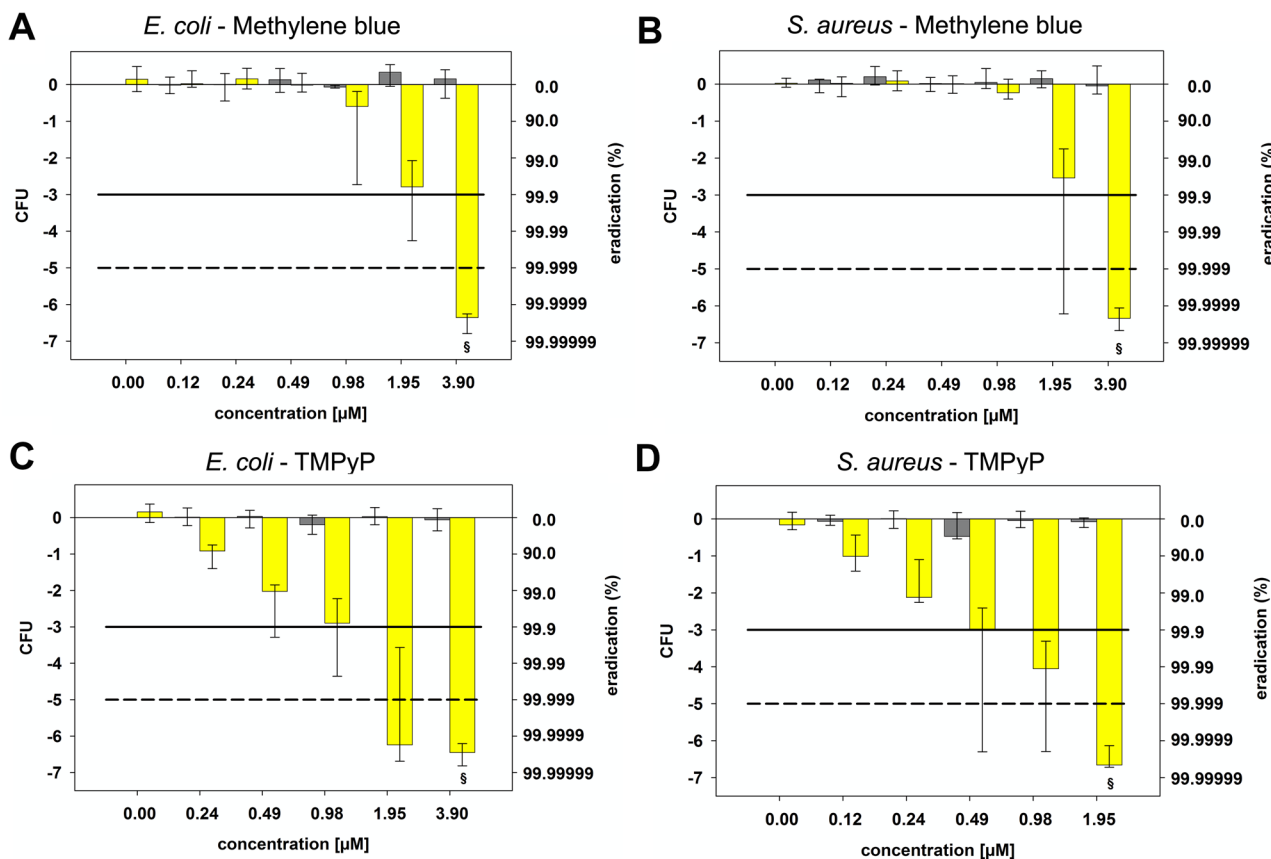 A
E. coli - Methylene blue
0
-1
-2
-3
-4
-5
-6
-7
CFU
0.0
90.0
99.0
99.9
99.99
99.999
99.9999
99.99999
eradication (%)
§
0.00 0.12 0.24 0.49 0.98 1.95 3.90
concentration [µM]
B
S. aureus - Methylene blue
0
-1
-2
-3
-4
-5
-6
-7
CFU
0.0
90.0
99.0
99.9
99.99
99.999
99.9999
99.99999
eradication (%)
§
0.00 0.12 0.24 0.49 0.98 1.95 3.90
concentration [µM]
C
E. coli - TMPyP
0
-1
-2
-3
-4
-5
-6
-7
CFU
0.0
90.0
99.0
99.9
99.99
99.999
99.9999
99.99999
eradication (%)
§
0.00 0.24 0.49 0.98 1.95 3.90
concentration [µM]
D
S. aureus - TMPyP
0
-1
-2
-3
-4
-5
-6
-7
CFU
0.0
90.0
99.0
99.9
99.99
99.999
99.9999
99.99999
eradication (%)
§
0.00 0.12 0.24 0.49 0.98 1.95
concentration [µM]